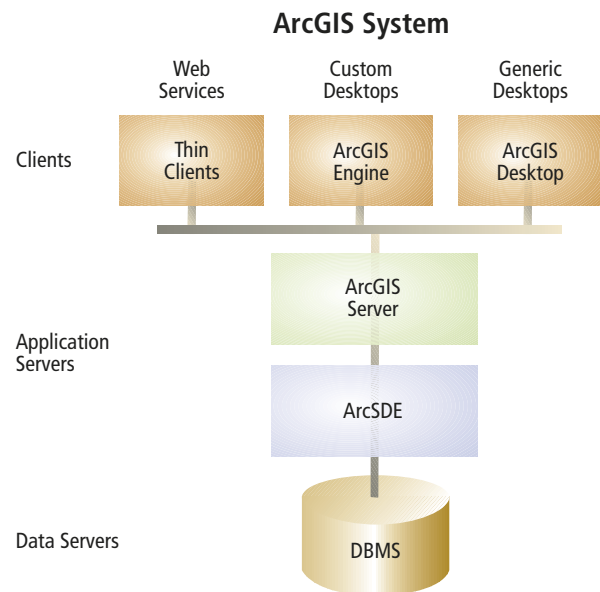 ArcGIS System
Web
Services
Custom
Desktops
Generic
Desktops
Clients
Thin
Clients
ArcGIS
Engine
ArcGIS
Desktop
Application
Servers
ArcGIS
Server
ArcSDE
Data Servers
DBMS